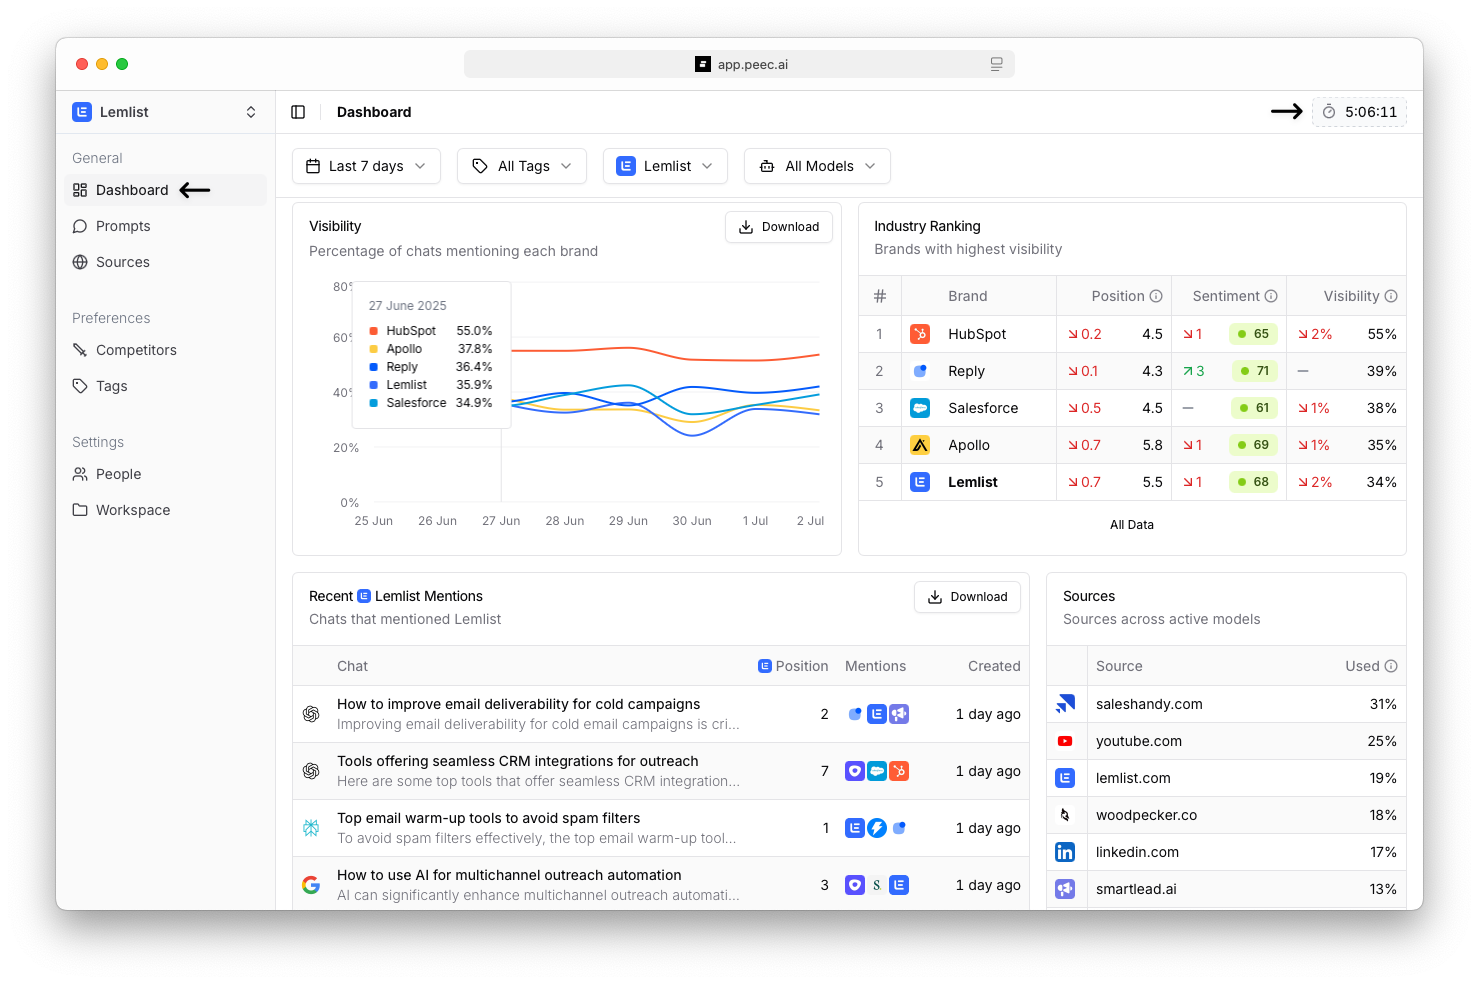 app.peec.ai
Lemlist
Dashboard
5:06:11
General
Dashboard
Prompts
Sources
Preferences
Competitors
Tags
Settings
People
Workspace
Last 7 days
All Tags
Lemlist
All Models
Visibility
Percentage of chats mentioning each brand
Download
80%
60%
40%
20%
0%
27 June 2025
HubSpot 55.0%
Apollo 37.8%
Reply 36.4%
Lemlist 35.9%
Salesforce 34.9%
25 Jun 26 Jun 27 Jun 28 Jun 29 Jun 30 Jun 1 Jul 2 Jul
Industry Ranking
Brands with highest visibility
# Brand Position Sentiment Visibility
1 HubSpot 0.2 4.5 1 65 2% 55%
2 Reply 0.1 4.3 3 71 — 39%
3 Salesforce 0.5 4.5 — 61 1% 38%
4 Apollo 0.7 5.8 1 69 1% 35%
5 Lemlist 0.7 5.5 1 68 2% 34%
All Data
Recent Lemlist Mentions
Chats that mentioned Lemlist
Download
Chat Position Mentions Created
How to improve email deliverability for cold campaigns
Improving email deliverability for cold email campaigns is cri...
2 1 day ago
Tools offering seamless CRM integrations for outreach
Here are some top tools that offer seamless CRM integration...
7 1 day ago
Top email warm-up tools to avoid spam filters
To avoid spam filters effectively, the top email warm-up tool...
1 1 day ago
How to use AI for multichannel outreach automation
AI can significantly enhance multichannel outreach automati...
3 1 day ago
Sources
Sources across active models
Source Used
saleshandy.com 31%
youtube.com 25%
lemlist.com 19%
woodpecker.co 18%
linkedin.com 17%
smartlead.ai 13%